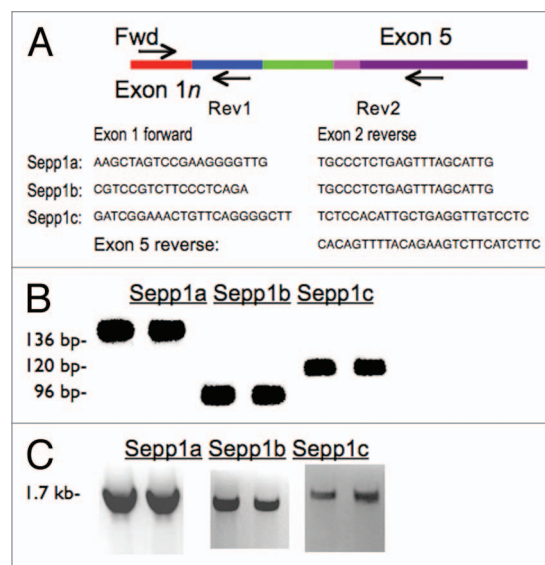 A
Fwd
Exon 5
Exon 1n
Rev1
Rev2
Exon 1 forward
Exon 2 reverse
Sepp1a: AAGCTAGTCCGAAGGGGTTG TGCCCTCTGAGTTTAGCATTG
Sepp1b: CGTCCGTCTTCCCTCAGA TGCCCTCTGAGTTTAGCATTG
Sepp1c: GATCGGAAACTGTTCAGGGGCTT TCTCCACATTGCTGAGGTTGTCCTC
Exon 5 reverse: CACAGTTTTACAGAAGTCTTCATCTTC
B
Sepp1a Sepp1b Sepp1c
136 bp-
120 bp-
96 bp-
C
Sepp1a Sepp1b Sepp1c
1.7 kb-